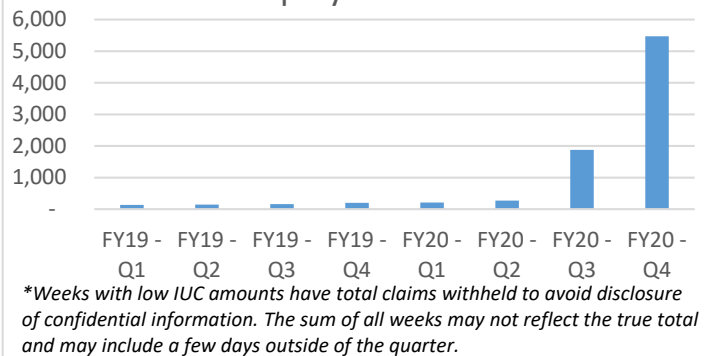 6,000
5,000
4,000
3,000
2,000
1,000
-
FY19 - FY19 - FY19 - FY19 - FY20 - FY20 - FY20 - FY20 -
Q1 Q2 Q3 Q4 Q1 Q2 Q3 Q4
*Weeks with low IUC amounts have total claims withheld to avoid disclosure
of confidential information. The sum of all weeks may not reflect the true total
and may include a few days outside of the quarter.